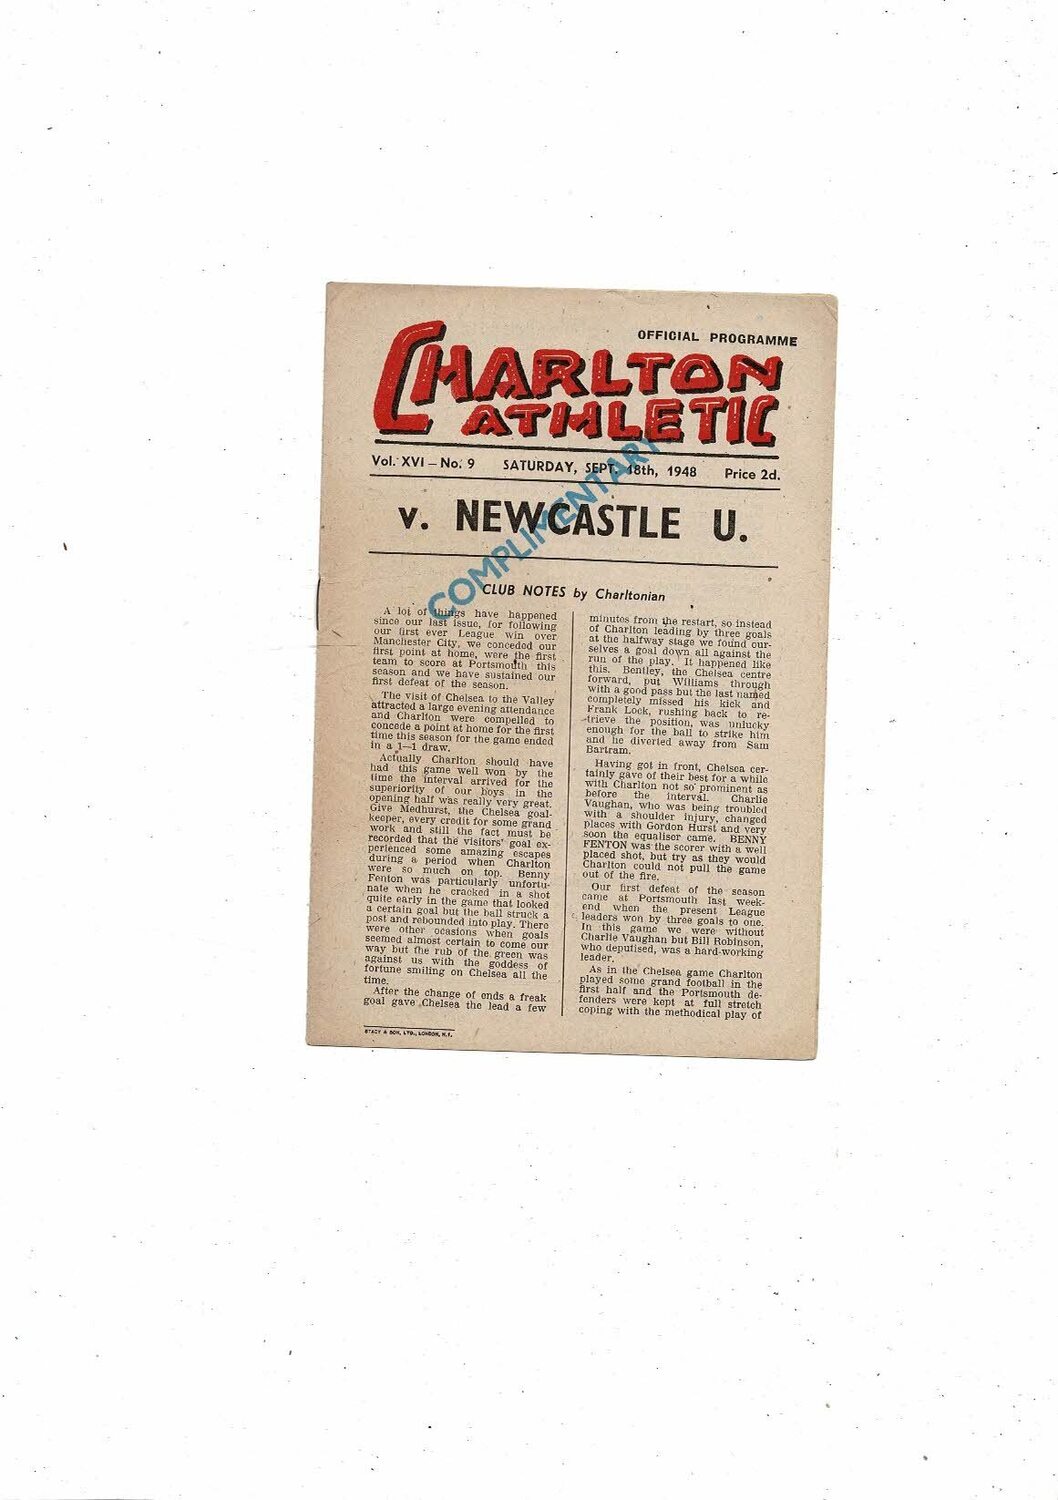 OFFICIAL PROGRAMME
CHARLTON
ATHLETIC
Vol. XVI – No. 9 SATURDAY, SEPT. 18th, 1948 Price 2d.
v. NEWCASTLE U.
COMPLIMENTARY
CLUB NOTES by Charltonian
A lot of things have happened
since our last issue, for following
our first ever League win over
Manchester City, we conceded our
first point at home, were the first
team to score at Portsmouth this
season and we have sustained our
first defeat of the season.
The visit of Chelsea to the Valley
attracted a large evening attendance
and Charlton were compelled to
concede a point at home for the first
time this season for the game ended
in a 1—1 draw.
Actually Charlton should have
had this game well won by the
time the interval arrived for the
superiority of our boys in the
opening half was really very great.
Give Medhurst, the Chelsea goal-
keeper, every credit for some grand
work and still the fact must be
recorded that the visitors' goal ex-
perienced some amazing escapes
during a period when Charlton
were so much on top. Benny
Fenton was particularly unfortu-
nate when he cracked in a shot
quite early in the game that looked
a certain goal but the ball struck a
post and rebounded into play. There
were other ocasions when goals
seemed almost certain to come our
way but the rub of the green was
against us with the goddess of
fortune smiling on Chelsea all the
time.
After the change of ends a freak
goal gave Chelsea the lead a few
minutes from the restart, so instead
of Charlton leading by three goals
at the halfway stage we found our-
selves a goal down all against the
run of the play. It happened like
this. Bentley, the Chelsea centre
forward, put Williams through
with a good pass but the last named
completely missed his kick and
Frank Lock, rushing back to re-
trieve the position, was unlucky
enough for the ball to strike him
and he diverted away from Sam
Bartram.
Having got in front, Chelsea cer-
tainly gave of their best for a while
with Charlton not so prominent as
before the interval. Charlie
Vaughan, who was being troubled
with a shoulder injury, changed
places with Gordon Hurst and very
soon the equaliser came. BENNY
FENTON was the scorer with a well
placed shot, but try as they would
Charlton could not pull the game
out of the fire.
Our first defeat of the season
came at Portsmouth last week-
end when the present League
leaders won by three goals to one.
In this game we were without
Charlie Vaughan but Bill Robinson,
who deputised, was a hard-working
leader.
As in the Chelsea game Charlton
played some grand football in the
first half and the Portsmouth de-
fenders were kept at full stretch
coping with the methodical play of
STACY & SON, LTD., LONDON, N.1.